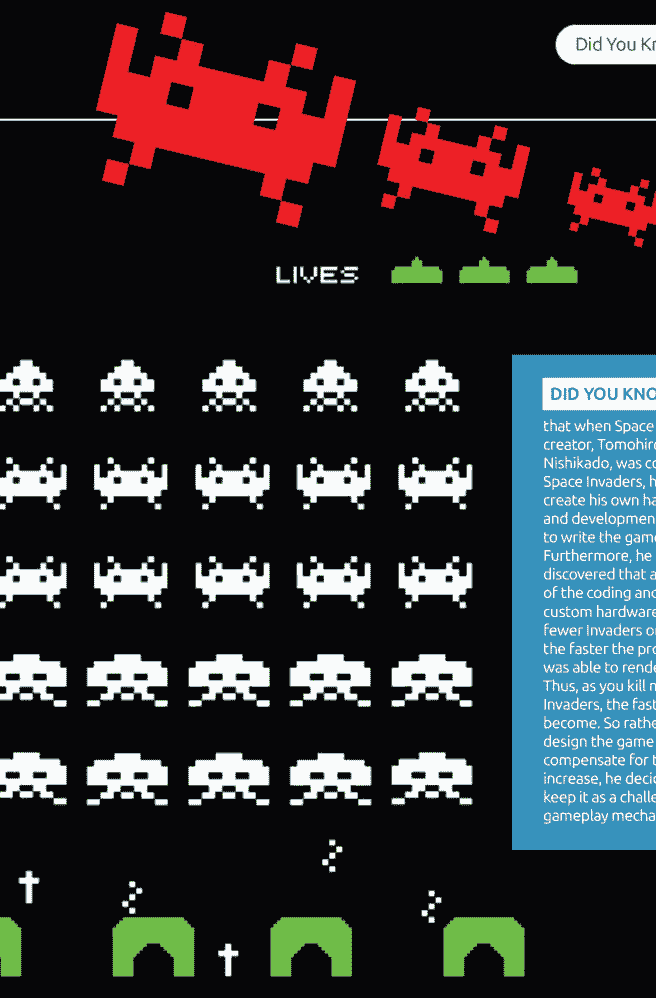 Did You Kn
LIVES
DID YOU KNO
that when Space
creator, Tomohiro
Nishikado, was co
Space Invaders, h
create his own ha
and developmen
to write the game
Furthermore, he
discovered that a
of the coding and
custom hardware
fewer Invaders o
the faster the pro
was able to rende
Thus, as you kill m
Invaders, the fast
become. So rathe
design the game
compensate for t
increase, he decid
keep it as a challe
gameplay mecha